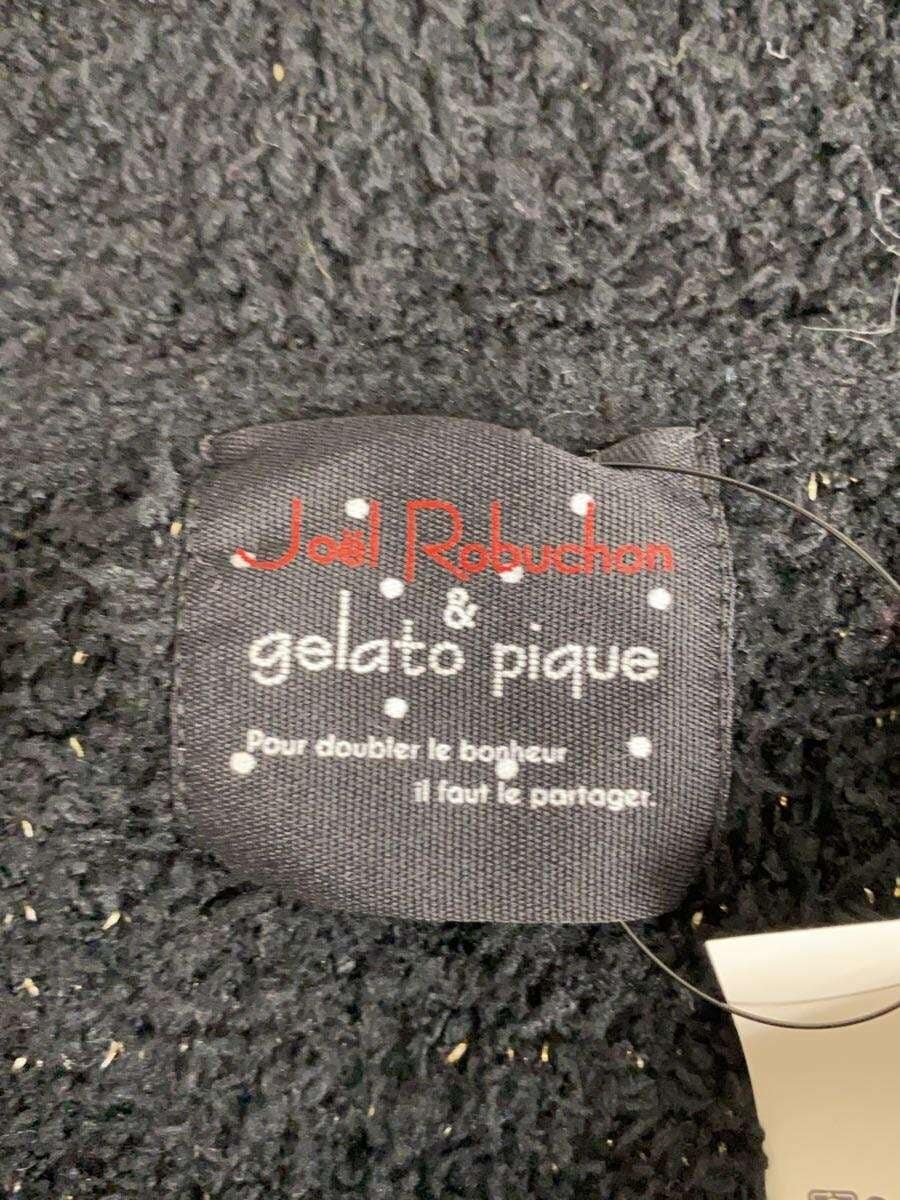 Joël Robuchon
&
gelato pique
Pour doubler le bonheur
il faut le partager.